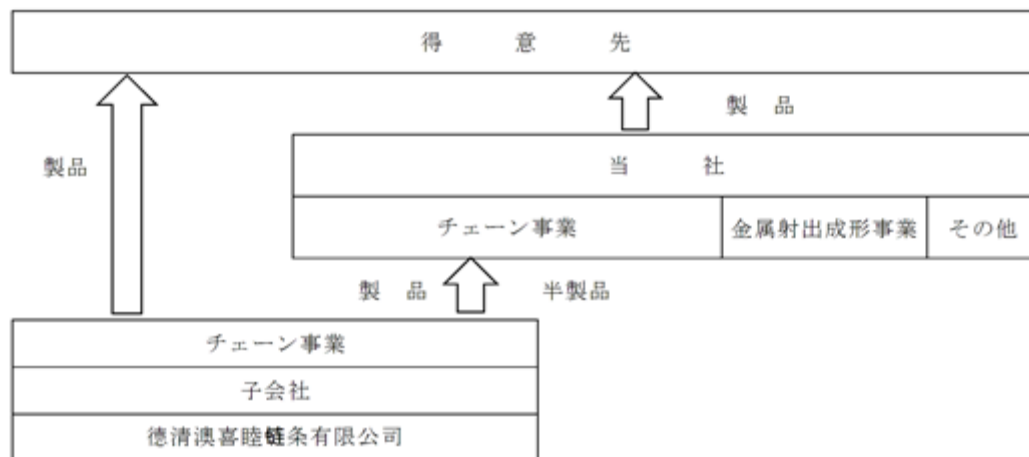 得　意　先
製　品
製品
当　社
チェーン事業　金属射出成形事業　その他
製　品　半製品
チェーン事業
子会社
德清澳喜睦链条有限公司